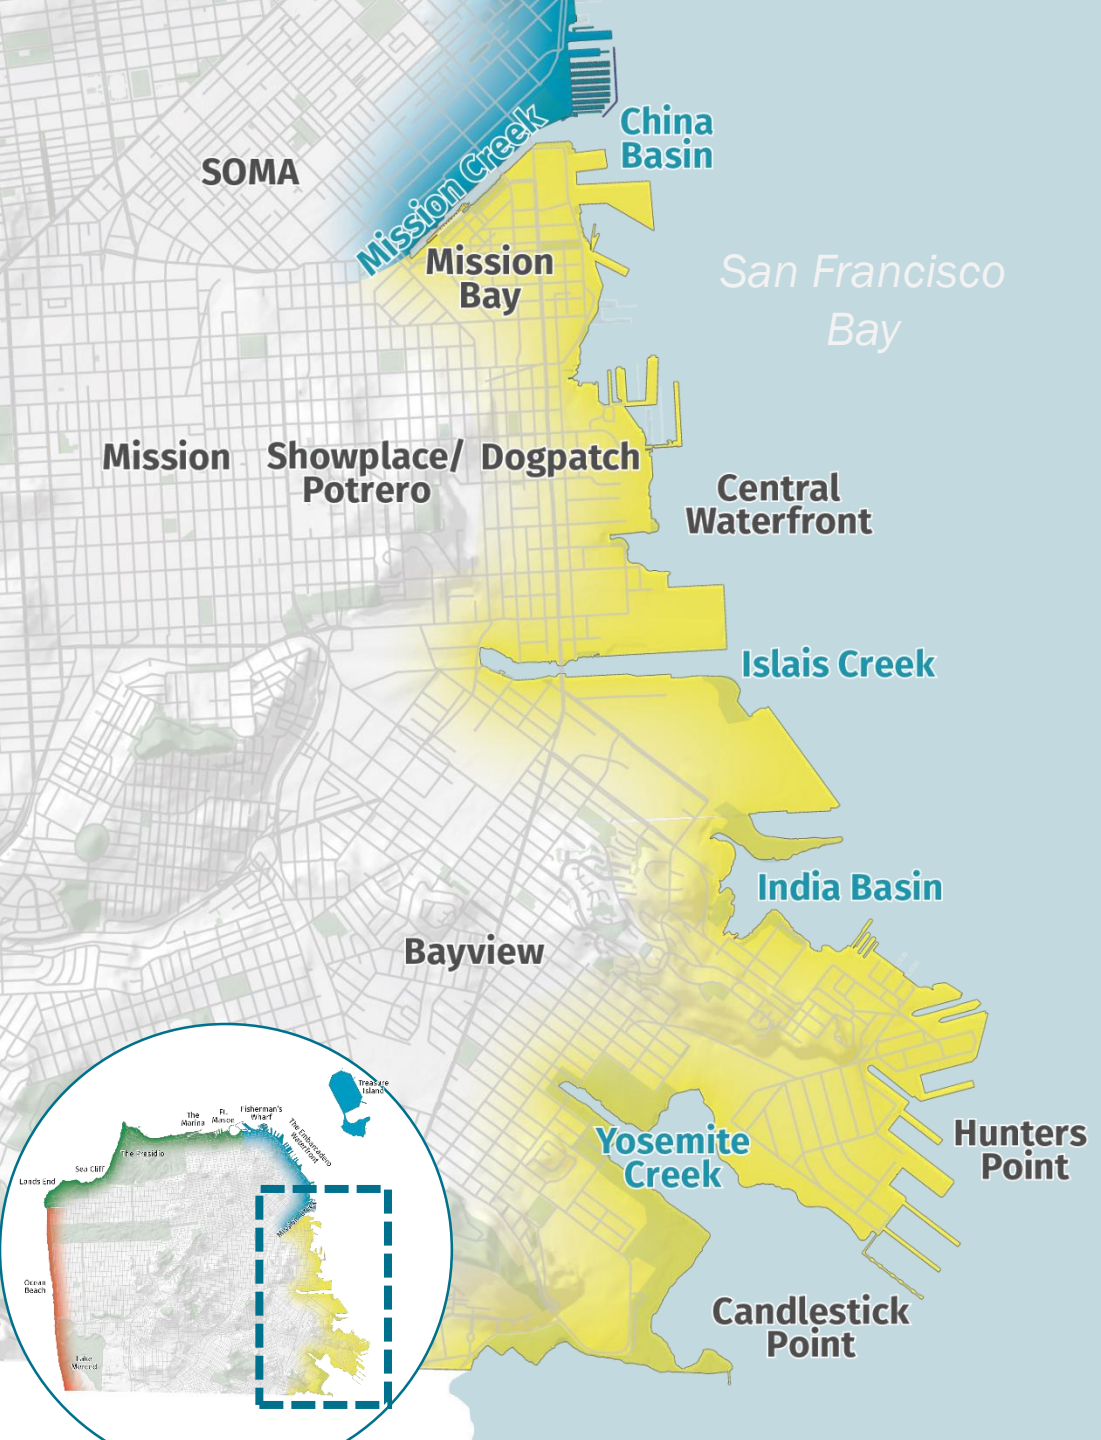 China
Basin
Mission Creek
SOMA
Mission
Bay
San Francisco
Bay
Mission
Showplace/
Potrero
Dogpatch
Central
Waterfront
Islais Creek
India Basin
Bayview
Yosemite
Creek
Hunters
Point
Candlestick
Point
Treasure
Island
Fisherman's
Wharf
Ft.
Mason
The
Marina
The Embarcadero
Waterfront
The Presidio
Sea Cliff
Lands End
Mission Creek
Ocean
Beach
Lake
Merced